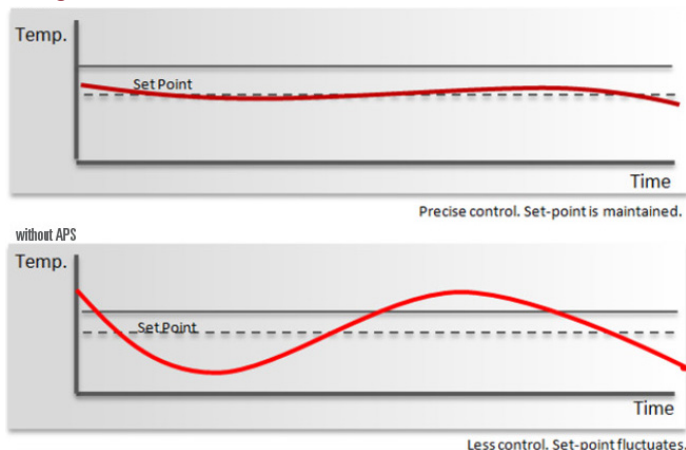 Temp.
Set Point
Time
Precise control. Set-point is maintained.
without APS
Temp.
Set Point
Time
Less control. Set-point fluctuates.